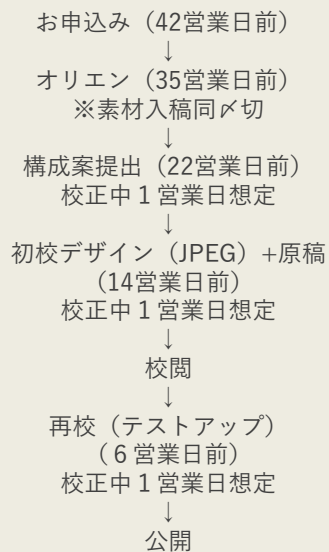 お申込み（42営業日前）
↓
オリエン（35営業日前）
※素材入稿同〆切
↓
構成案提出（22営業日前）
校正中１営業日想定
↓
初校デザイン（JPEG）+原稿
（14営業日前）
校正中１営業日想定
↓
校閲
↓
再校（テストアップ）
（６営業日前）
校正中１営業日想定
↓
公開